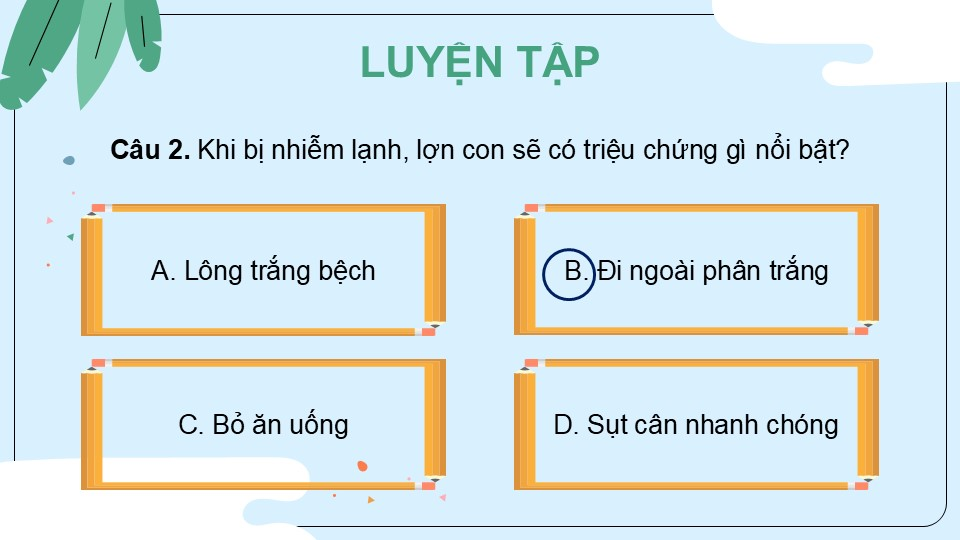 LUYỆN TẬP
Câu 2. Khi bị nhiễm lạnh, lợn con sẽ có triệu chứng gì nổi bật?
A. Lông trắng bệch
B. Đi ngoài phân trắng
C. Bỏ ăn uống
D. Sụt cân nhanh chóng